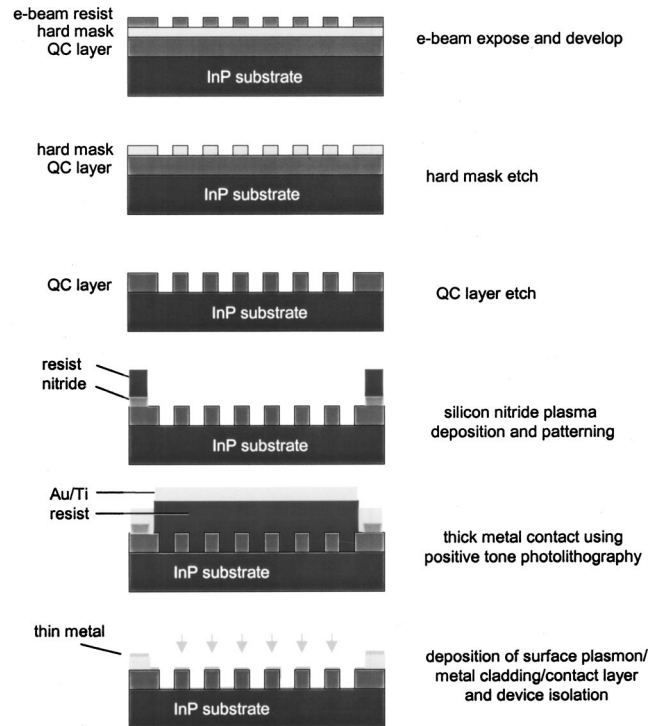 e-beam resist
hard mask
QC layer
InP substrate
e-beam expose and develop
hard mask
QC layer
InP substrate
hard mask etch
QC layer
InP substrate
QC layer etch
resist
nitride
InP substrate
silicon nitride plasma
deposition and patterning
Au/Ti
resist
InP substrate
thick metal contact using
positive tone photolithography
thin metal
InP substrate
deposition of surface plasmon/
metal cladding/contact layer
and device isolation